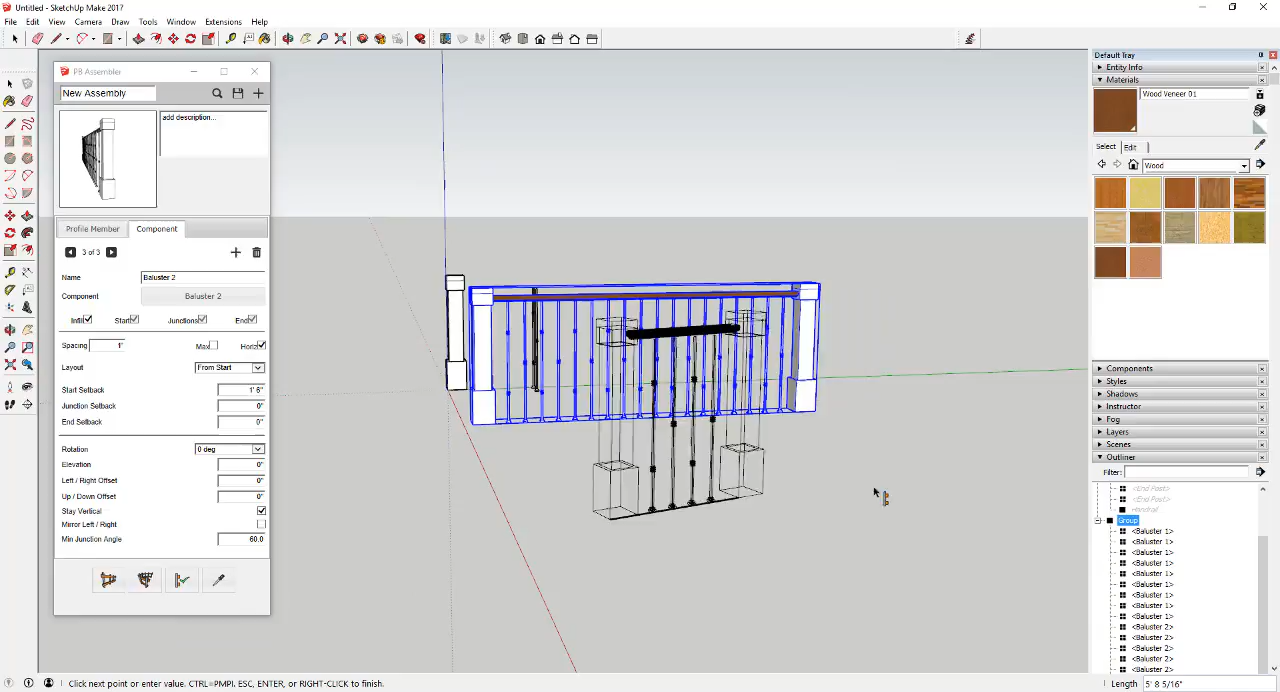 Untitled - SketchUp Make 2017
File Edit View Camera Draw Tools Window Extensions Help
PB Assembler
New Assembly
add description...
Profile Member Component
3 of 3
Name Baluster 2
Component Baluster 2
Infill Start Junctions End
Spacing 1' Max Horiz
Layout From Start
Start Setback 1' 6"
Junction Setback 0"
End Setback 0"
Rotation 0 deg
Elevation 0"
Left / Right Offset 0"
Up / Down Offset 0"
Stay Vertical
Mirror Left / Right
Min Junction Angle -60.0
Default Tray
Entity Info
Materials
Wood Veneer 01
Select Edit
Wood
Components
Styles
Shadows
Instructor
Fog
Layers
Scenes
Outliner
Filter:
<End Post>
<End Post>
Handrail
Group
<Baluster 1>
<Baluster 1>
<Baluster 1>
<Baluster 1>
<Baluster 1>
<Baluster 1>
<Baluster 1>
<Baluster 1>
<Baluster 1>
<Baluster 2>
<Baluster 2>
<Baluster 2>
<Baluster 2>
<Baluster 2>
Click next point or enter value. CTRL=PMPI. ESC, ENTER, or RIGHT-CLICK to finish.
Length 5' 8 5/16"